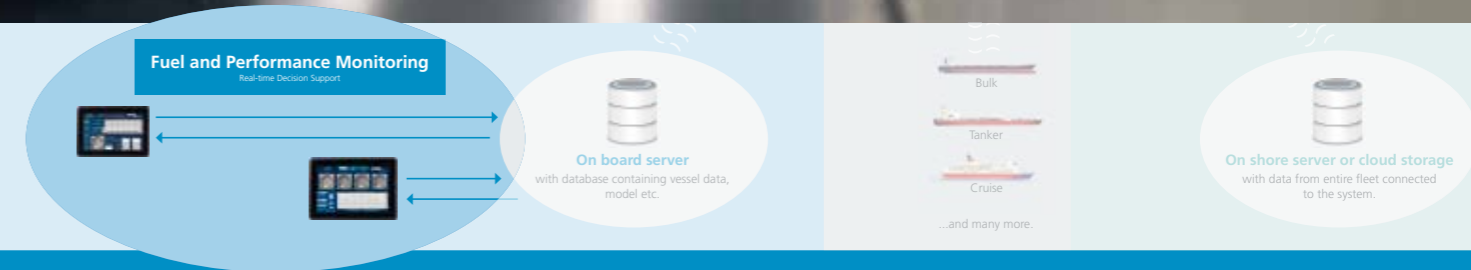 Fuel and Performance Monitoring
Real-time Decision Support
On board server
with database containing vessel data,
model etc.
Bulk
Tanker
Cruise
...and many more.
On shore server or cloud storage
with data from entire fleet connected
to the system.